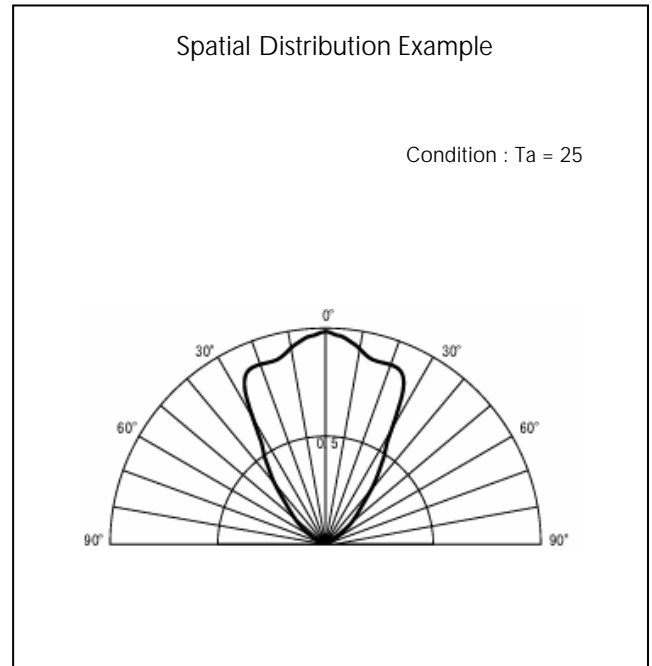 Spatial Distribution Example
Condition : Ta = 25
0°
30° 30°
60° 60°
0.5
90° 90°